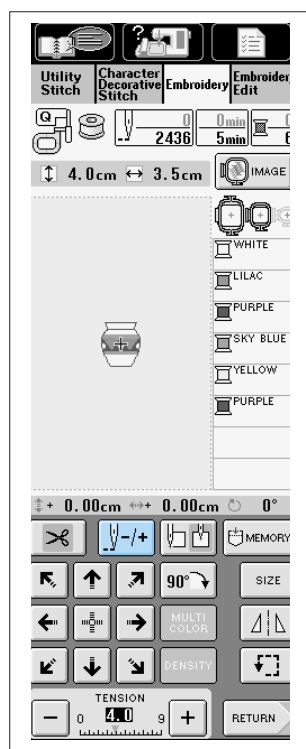 Utility Stitch
Character Decorative Stitch
Embroidery
Embroider
Edit
Q
0
2436
0min
5min
6
4.0cm
3.5cm
IMAGE
WHITE
LILAC
PURPLE
SKY BLUE
YELLOW
PURPLE
+ 0.00cm
+ 0.00cm
0°
-/+
MEMORY
90°
SIZE
MULTI COLOR
DENSITY
TENSION
− 0 4.0 9 +
RETURN